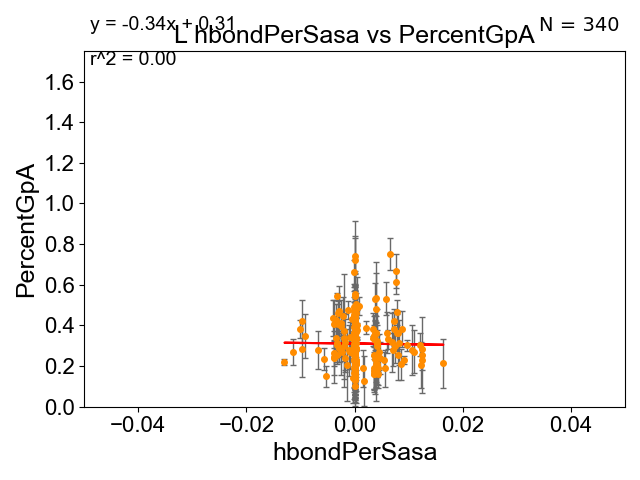 y = -0.34x + 0.31
L hbondPerSasa vs PercentGpA
N = 340
r^2 = 0.00
PercentGpA
1.6
1.4
1.2
1.0
0.8
0.6
0.4
0.2
0.0
−0.04
−0.02
0.00
0.02
0.04
hbondPerSasa